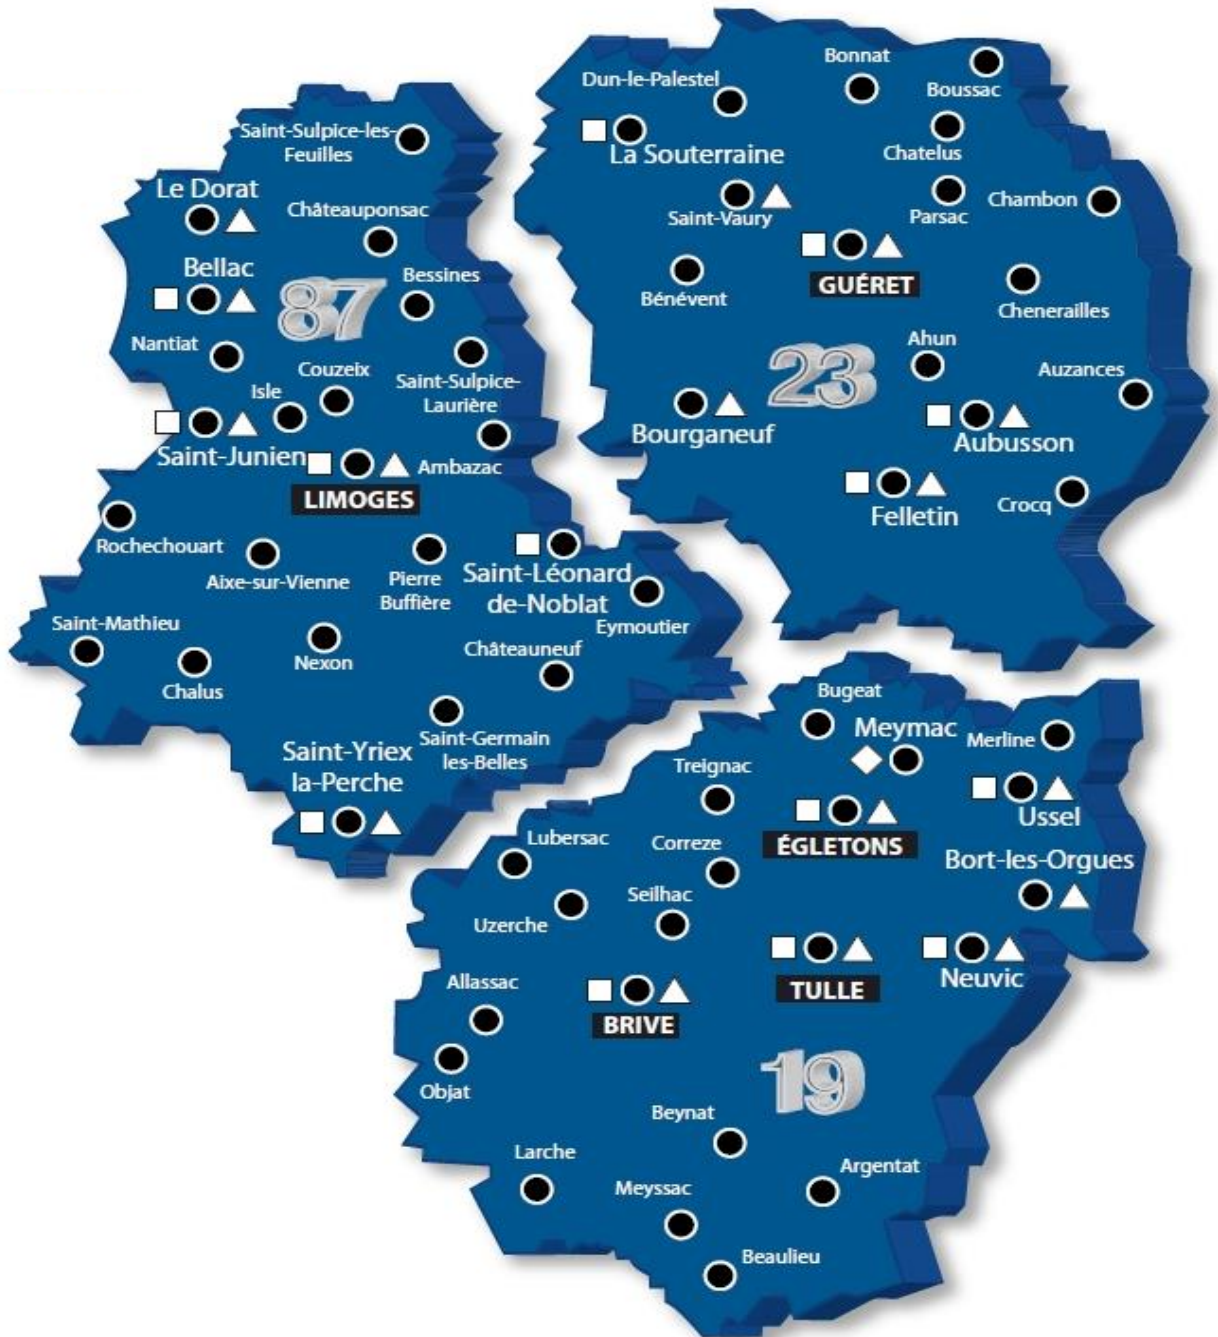 Saint-Sulpice-les-
Feuilles
Le Dorat
Châteauponsac
Bellac
Bessines
87
Nantiat
Couzeix
Isle
Saint-Sulpice-
Laurière
Saint-Junien
Ambazac
LIMOGES
Rochechouart
Aixe-sur-Vienne
Pierre
Buffière
Saint-Léonard
de-Noblat
Eymoutier
Saint-Mathieu
Nexon
Châteauneuf
Chalus
Saint-Germain
les-Belles
Saint-Yriex
la-Perche
Bonnat
Dun-le-Palestel
Boussac
La Souterraine
Chatelus
Saint-Vaury
Parsac
Chambon
GUÉRET
Bénévent
Chenerailles
Ahun
23
Auzances
Bourganeuf
Aubusson
Felletin
Crocq
Bugeat
Meymac
Merline
Treignac
Ussel
Lubersac
Correze
ÉGLETONS
Bort-les-Orgues
Seilhac
Uzerche
Neuvic
Allassac
TULLE
BRIVE
19
Objat
Beynat
Larche
Argentat
Meyssac
Beaulieu